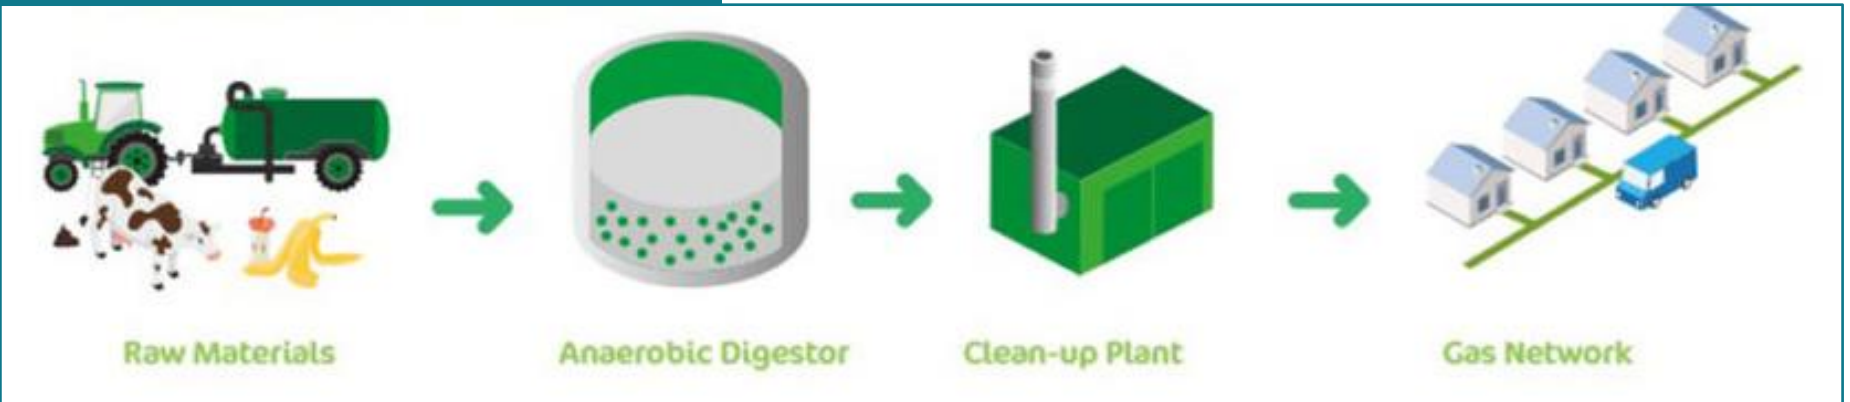 Raw Materials
Anaerobic Digestor
Clean-up Plant
Gas Network